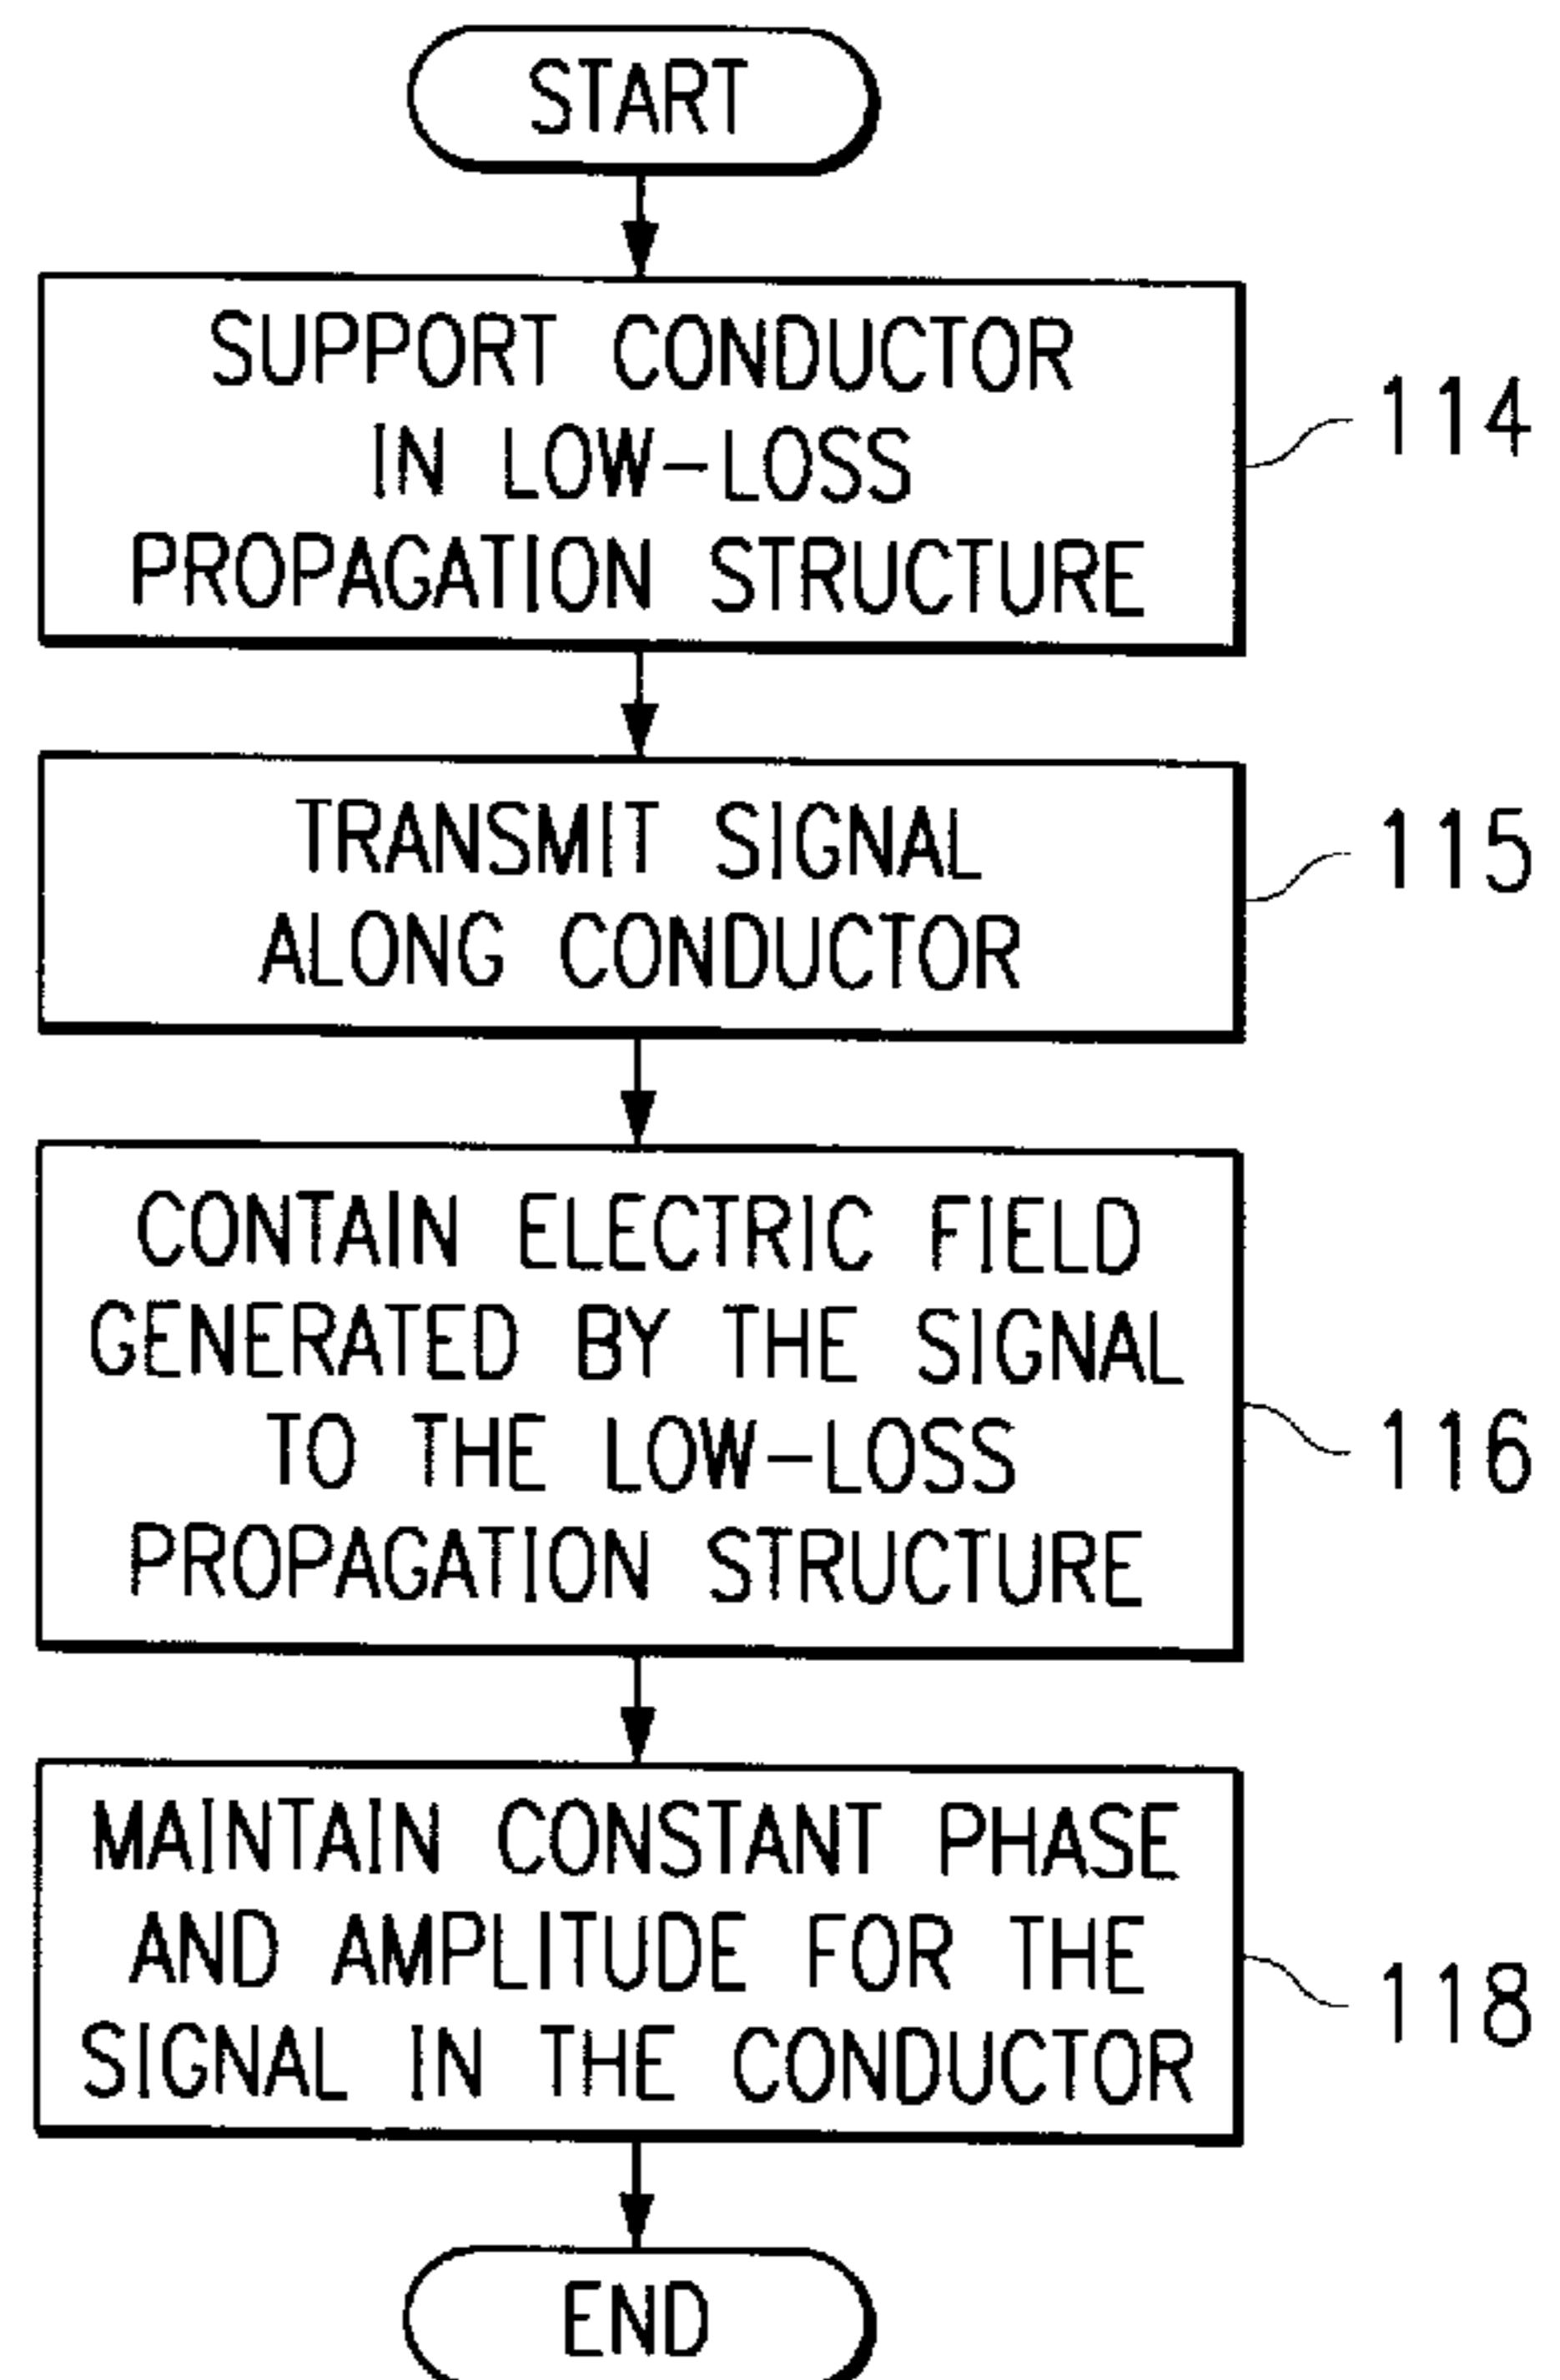 START
SUPPORT CONDUCTOR
IN LOW-LOSS
PROPAGATION STRUCTURE
114
TRANSMIT SIGNAL
ALONG CONDUCTOR
115
CONTAIN ELECTRIC FIELD
GENERATED BY THE SIGNAL
TO THE LOW-LOSS
PROPAGATION STRUCTURE
116
MAINTAIN CONSTANT PHASE
AND AMPLITUDE FOR THE
SIGNAL IN THE CONDUCTOR
118
END